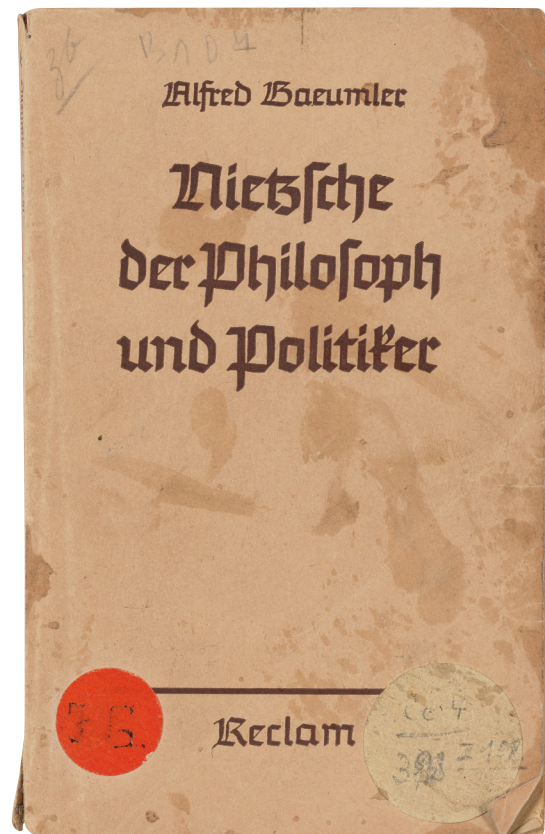 Alfred Baeumler
Nietzſche
der Philoſoph
und Politiker
Reclam